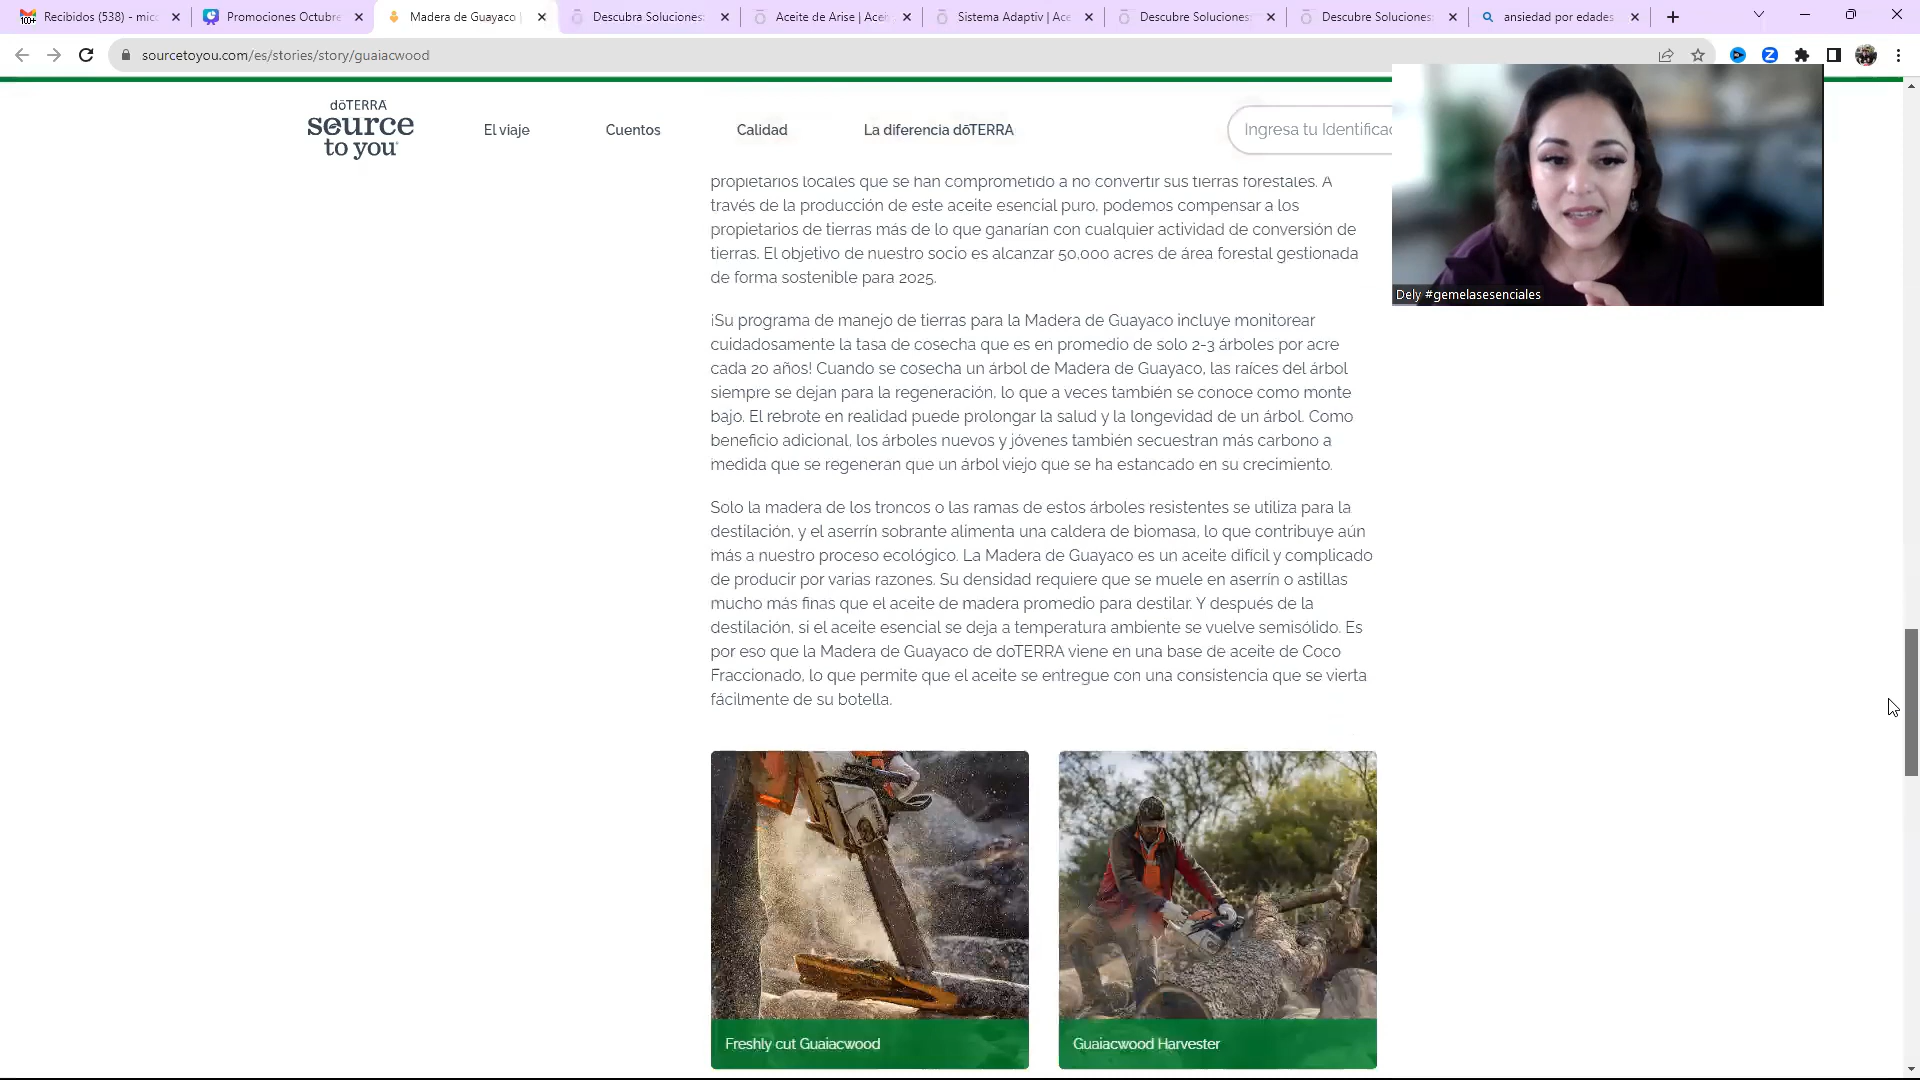 Recibidos (538) - mic
Promociones Octubre
Madera de Guayaco |
Descubra Soluciones
Aceite de Arise | Acei
Sistema Adaptiv | Ace
Descubre Soluciones
Descubre Soluciones
ansiedad por edades
sourcetoyou.com/es/stories/story/guaiacwood
dōTERRA
source
to you
El viaje
Cuentos
Calidad
La diferencia dōTERRA
Ingresa tu Identificac
propietarios locales que se han comprometido a no convertir sus tierras forestales. A
través de la producción de este aceite esencial puro, podemos compensar a los
propietarios de tierras más de lo que ganarían con cualquier actividad de conversión de
tierras. El objetivo de nuestro socio es alcanzar 50,000 acres de área forestal gestionada
de forma sostenible para 2025.
¡Su programa de manejo de tierras para la Madera de Guayaco incluye monitorear
cuidadosamente la tasa de cosecha que es en promedio de solo 2-3 árboles por acre
cada 20 años! Cuando se cosecha un árbol de Madera de Guayaco, las raíces del árbol
siempre se dejan para la regeneración, lo que a veces también se conoce como monte
bajo. El rebrote en realidad puede prolongar la salud y la longevidad de un árbol. Como
beneficio adicional, los árboles nuevos y jóvenes también secuestran más carbono a
medida que se regeneran que un árbol viejo que se ha estancado en su crecimiento.
Solo la madera de los troncos o las ramas de estos árboles resistentes se utiliza para la
destilación, y el aserrín sobrante alimenta una caldera de biomasa, lo que contribuye aún
más a nuestro proceso ecológico. La Madera de Guayaco es un aceite difícil y complicado
de producir por varias razones. Su densidad requiere que se muele en aserrín o astillas
mucho más finas que el aceite de madera promedio para destilar. Y después de la
destilación, si el aceite esencial se deja a temperatura ambiente se vuelve semisólido. Es
por eso que la Madera de Guayaco de doTERRA viene en una base de aceite de Coco
Fraccionado, lo que permite que el aceite se entregue con una consistencia que se vierta
fácilmente de su botella.
Freshly cut Guaiacwood
Guaiacwood Harvester
Dely #gemelasesenciales